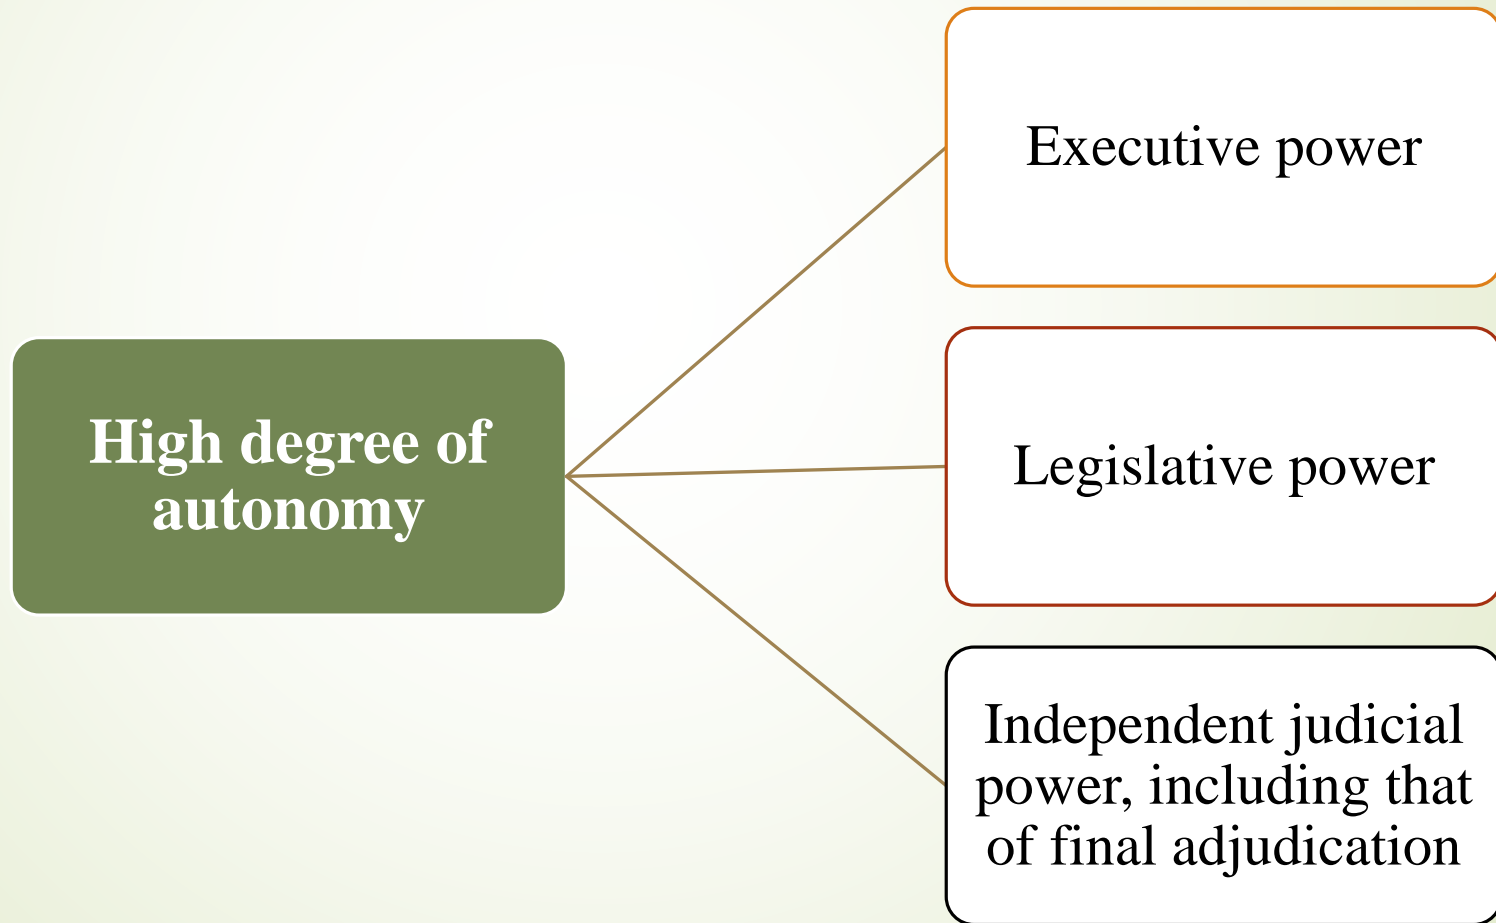 High degree of
autonomy
Executive power
Legislative power
Independent judicial
power, including that
of final adjudication